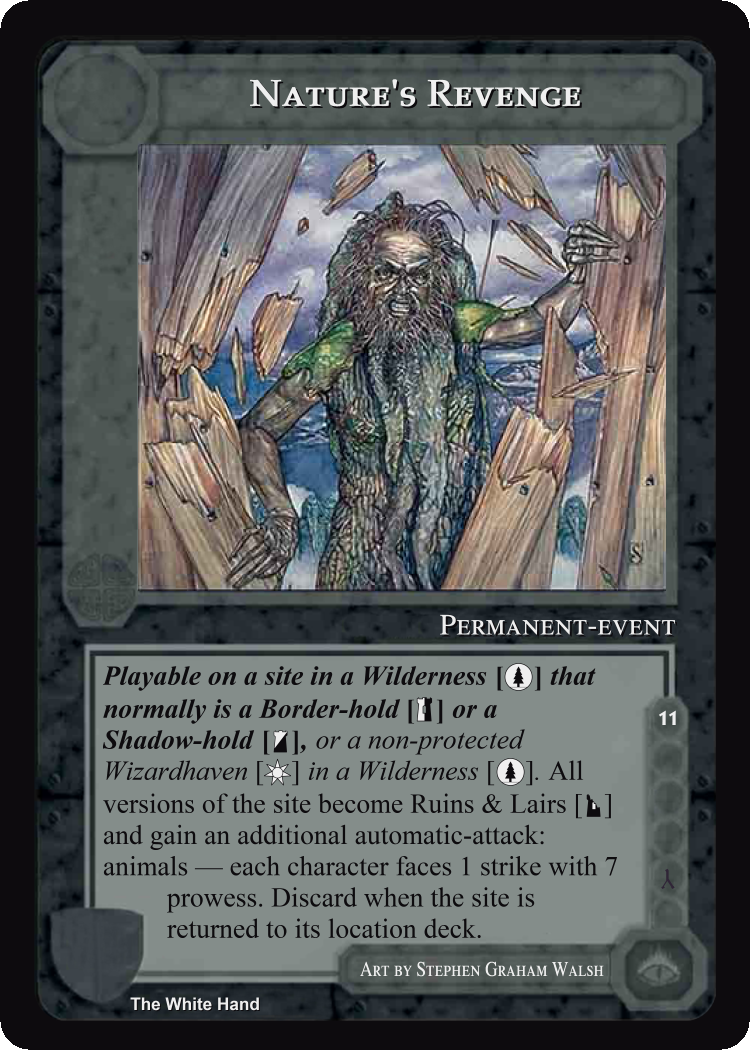 Nature's Revenge
Permanent-event
Playable on a site in a Wilderness [] that
normally is a Border-hold [] or a
Shadow-hold [], or a non-protected
Wizardhaven [] in a Wilderness []. All
versions of the site become Ruins & Lairs []
and gain an additional automatic-attack:
animals — each character faces 1 strike with 7
prowess. Discard when the site is
returned to its location deck.
11
Art by Stephen Graham Walsh
The White Hand